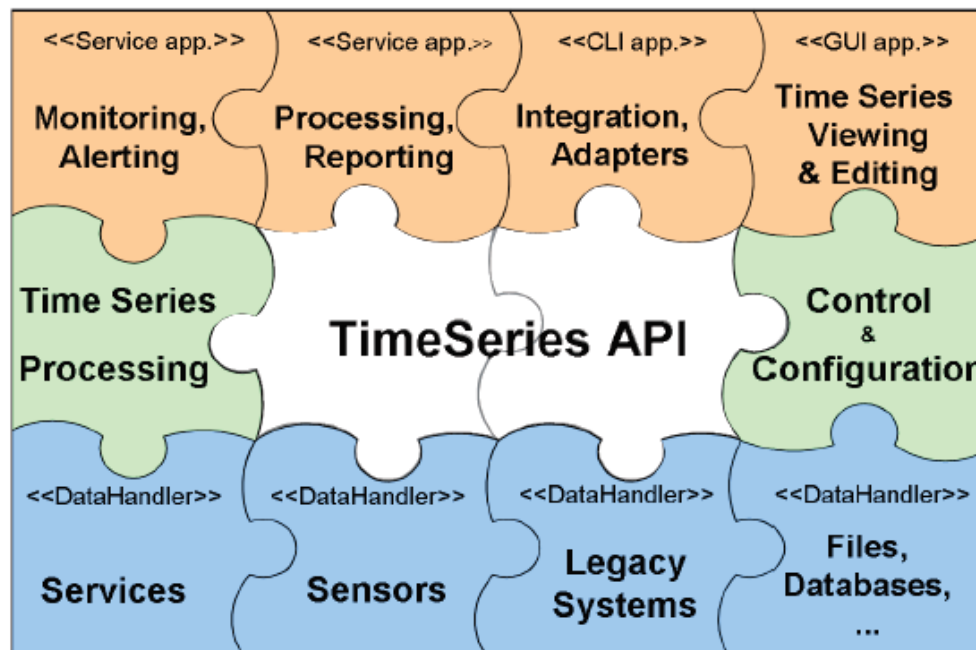 <<Service app.>>
Monitoring,
Alerting
<<Service app.>>
Processing,
Reporting
<<CLI app.>>
Integration,
Adapters
<<GUI app.>>
Time Series
Viewing
& Editing
Time Series
Processing
TimeSeries API
Control
&
Configuration
<<DataHandler>>
Services
<<DataHandler>>
Sensors
<<DataHandler>>
Legacy
Systems
<<DataHandler>>
Files,
Databases,
...